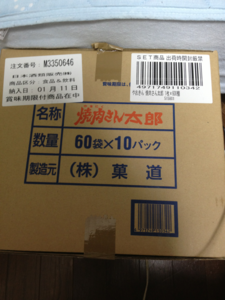 注文番号: M3350646
日本酒類販売㈱
商品区分: 食品&飲料
納入日: 01月11日
賞味期限付商品在中
SET商品 出荷時開封厳禁
4971749110342
名称 焼肉さん太郎
数量 60袋×10パック
製造元 (株) 菓道